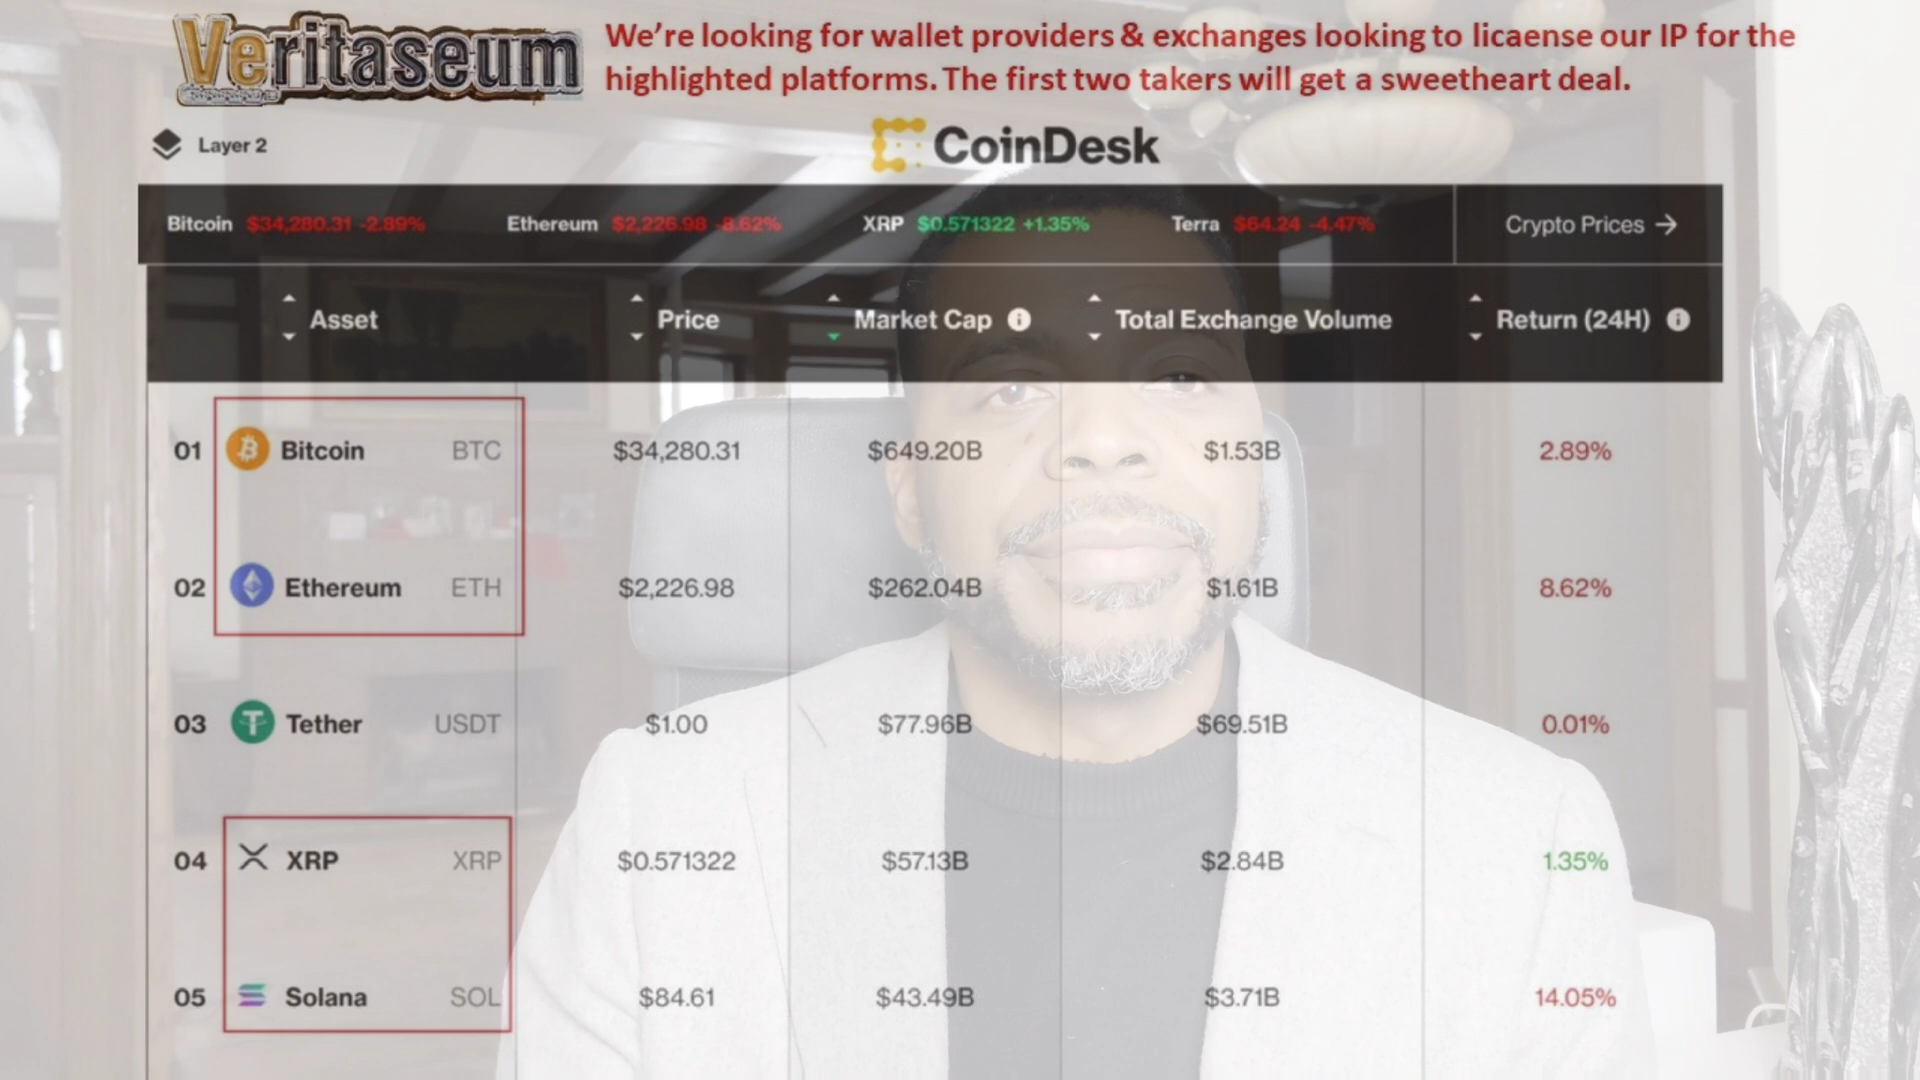 Veritaseum
We're looking for wallet providers & exchanges looking to licaense our IP for the
highlighted platforms. The first two takers will get a sweetheart deal.
Layer 2
CoinDesk
Bitcoin $34,280.31 -2.89% Ethereum $2,226.98 -8.62% XRP $0.571322 +1.35% Terra $64.24 -4.47% Crypto Prices →
Asset Price Market Cap Total Exchange Volume Return (24H)
01 Bitcoin BTC $34,280.31 $649.20B $1.53B 2.89%
02 Ethereum ETH $2,226.98 $262.04B $1.61B 8.62%
03 Tether USDT $1.00 $77.96B $69.51B 0.01%
04 XRP XRP $0.571322 $57.13B $2.84B 1.35%
05 Solana SOL $84.61 $43.49B $3.71B 14.05%